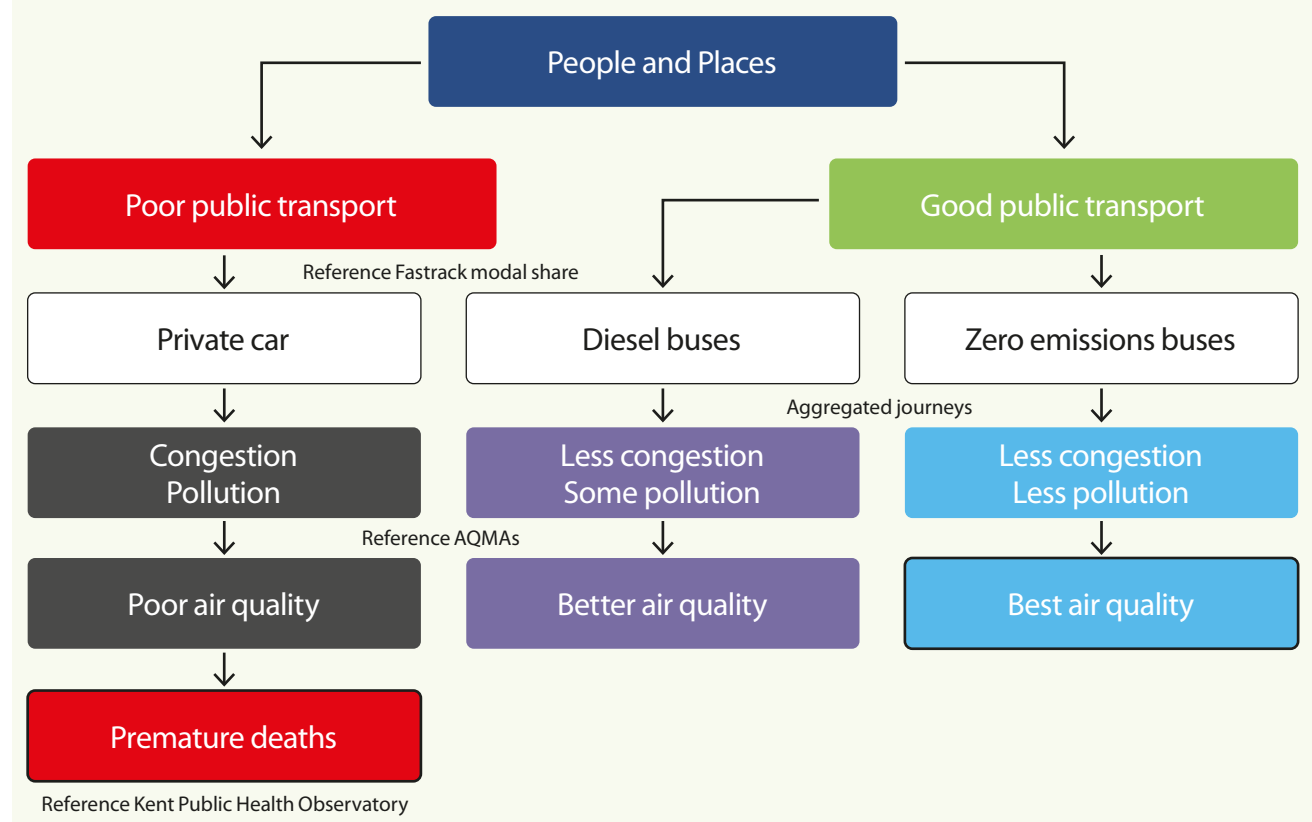 People and Places
Poor public transport
Good public transport
Reference Fastrack modal share
Private car
Diesel buses
Zero emissions buses
Aggregated journeys
Congestion
Pollution
Less congestion
Some pollution
Less congestion
Less pollution
Reference AQMAs
Poor air quality
Better air quality
Best air quality
Premature deaths
Reference Kent Public Health Observatory